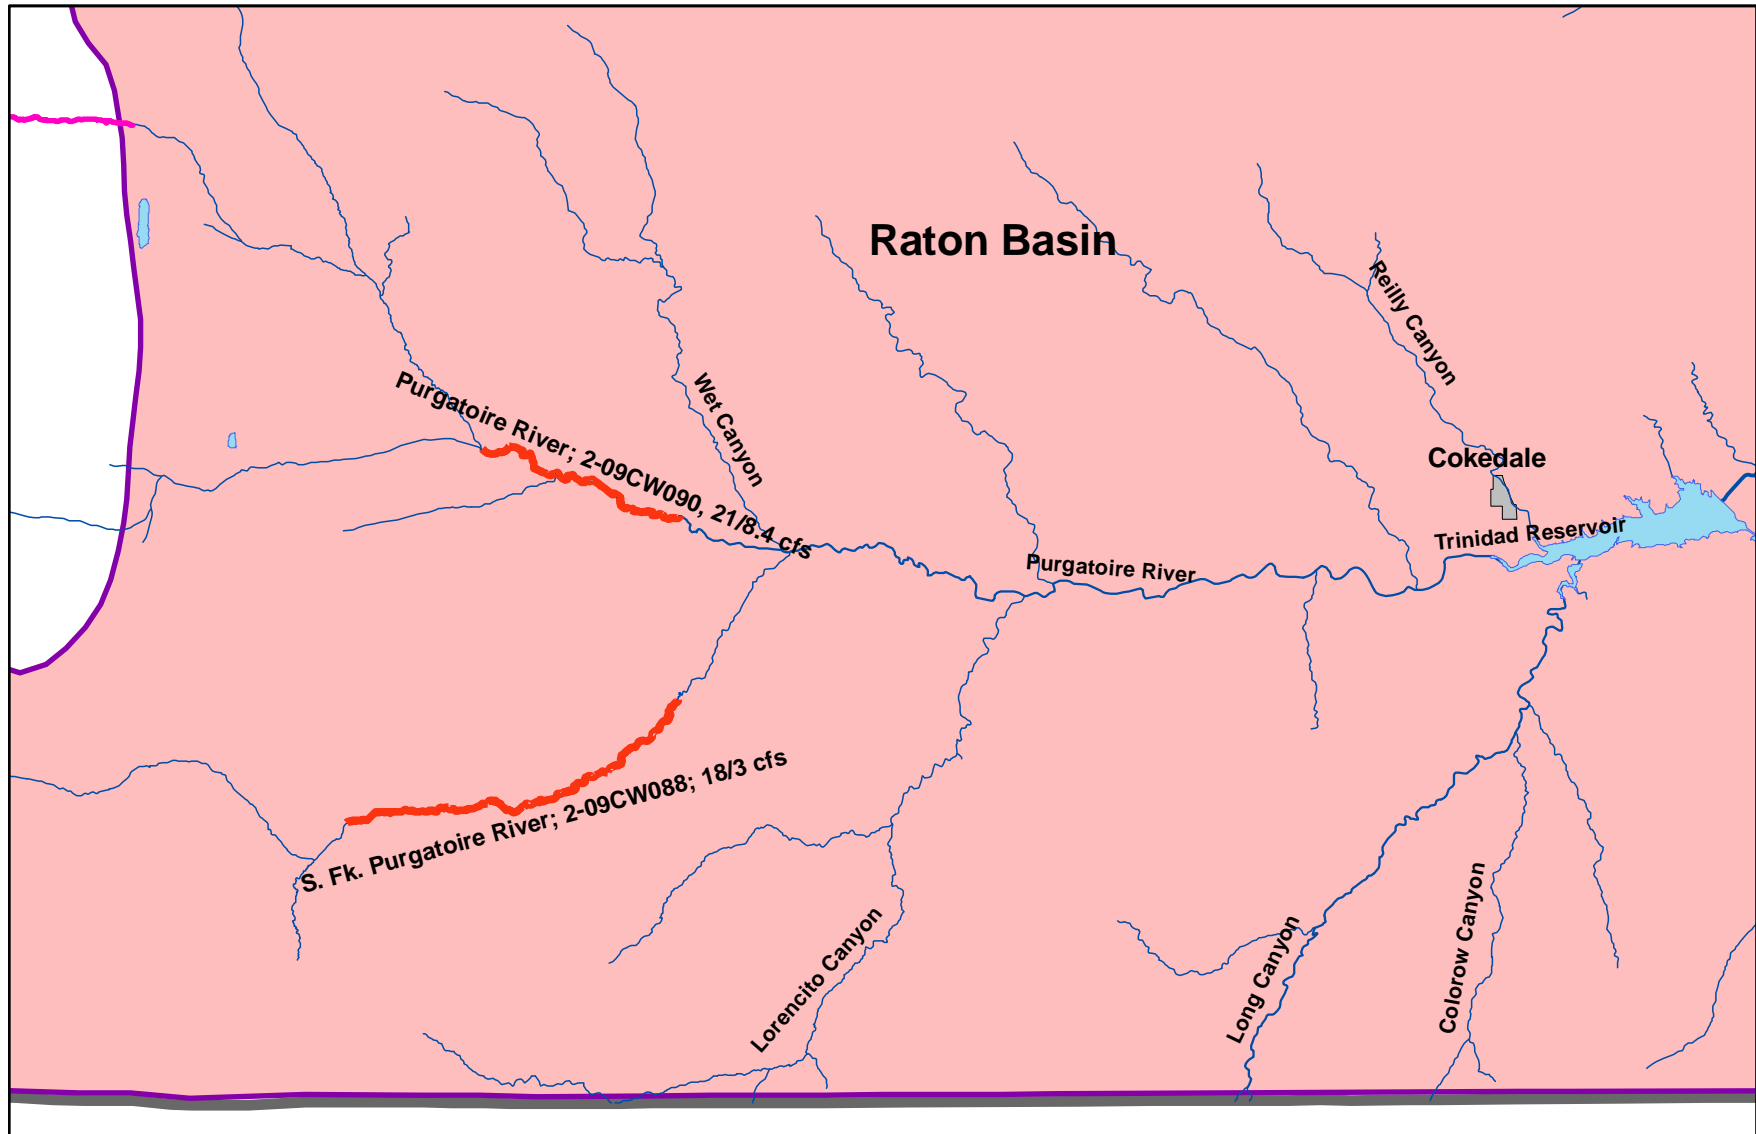 Raton Basin
Reilly Canyon
Purgatoire River; 2-09CW090, 21/8.4 cfs
Wet Canyon
Cokedale
Trinidad Reservoir
Purgatoire River
S. Fk. Purgatoire River; 2-09CW088; 18/3 cfs
Lorencito Canyon
Long Canyon
Colorow Canyon